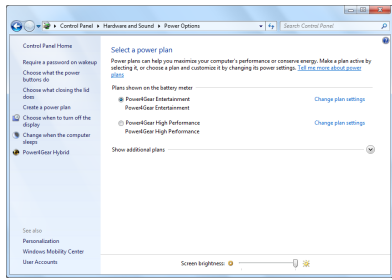 Control Panel
Hardware and Sound
Power Options
Search Control Panel
Control Panel Home
Require a password on wakeup
Choose what the power
buttons do
Choose what closing the lid
does
Create a power plan
Choose when to turn off the
display
Change when the computer
sleeps
Power4Gear Hybrid
See also
Personalization
Windows Mobility Center
User Accounts
Select a power plan
Power plans can help you maximize your computer's performance or conserve energy. Make a plan active by
selecting it, or choose a plan and customize it by changing its power settings. Tell me more about power
plans
Plans shown on the battery meter
Power4Gear Entertainment
Change plan settings
Power4Gear Entertainment
Power4Gear High Performance
Change plan settings
Power4Gear High Performance
Show additional plans
Screen brightness: